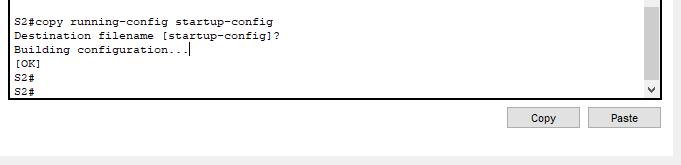 S2#copy running-config startup-config
Destination filename [startup-config]?
Building configuration...
[OK]
S2#
S2#
Copy
Paste